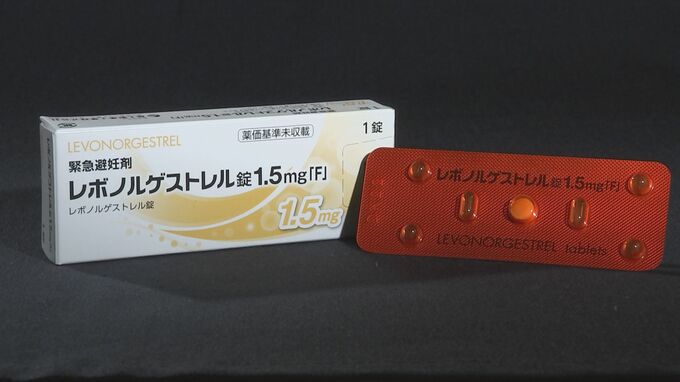 LEVONORGESTREL
薬価基準未収載
1錠
緊急避妊剤
レボノルゲストレル錠1.5mg「F」
レボノルゲストレル錠
1.5mg
レボノルゲストレル錠1.5mg「F」
LEVONORGESTREL tablets